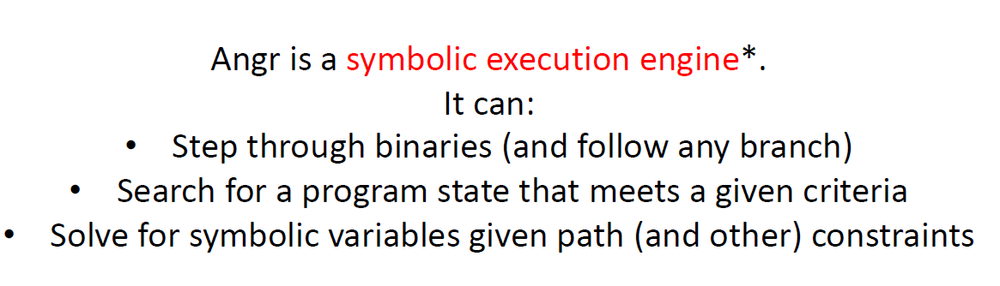 Angr is a symbolic execution engine*.
It can:
• Step through binaries (and follow any branch)
• Search for a program state that meets a given criteria
• Solve for symbolic variables given path (and other) constraints